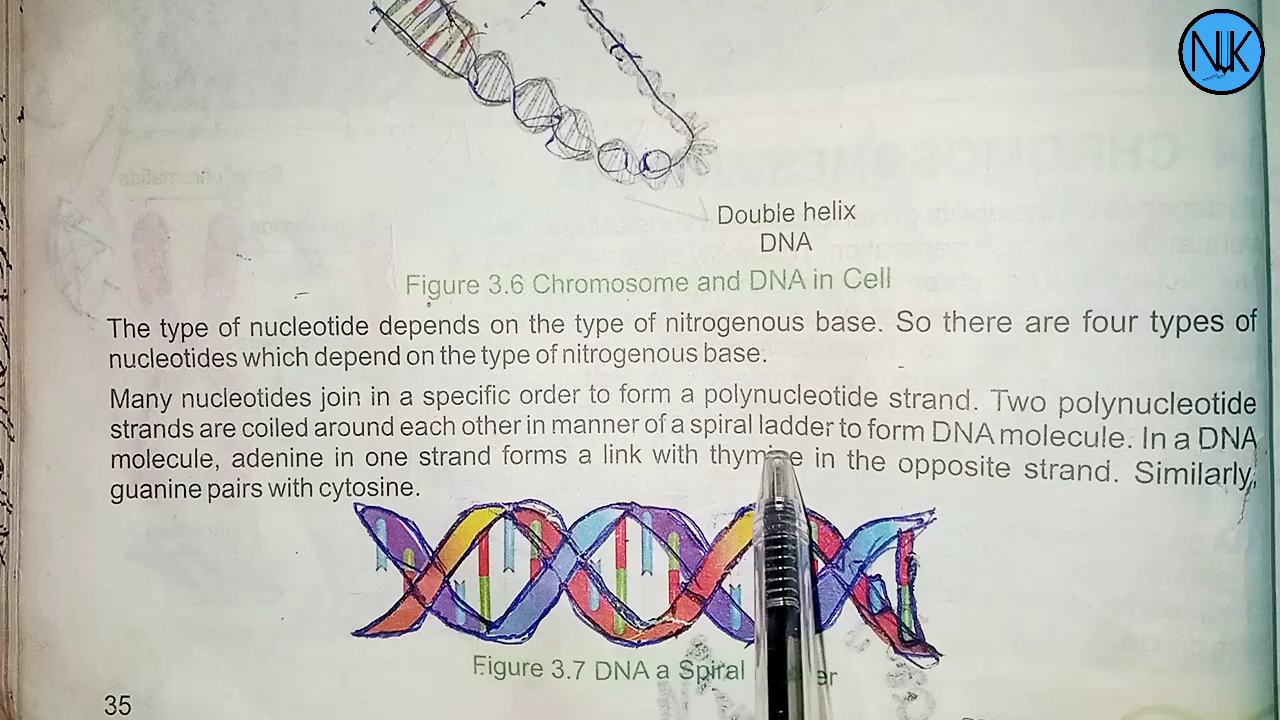 NJK
Double helix
DNA
Figure 3.6 Chromosome and DNA in Cell
The type of nucleotide depends on the type of nitrogenous base. So there are four types of
nucleotides which depend on the type of nitrogenous base.
Many nucleotides join in a specific order to form a polynucleotide strand. Two polynucleotide
strands are coiled around each other in manner of a spiral ladder to form DNA molecule. In a DNA
molecule, adenine in one strand forms a link with thymine in the opposite strand. Similarly,
guanine pairs with cytosine.
Figure 3.7 DNA a Spiral
35